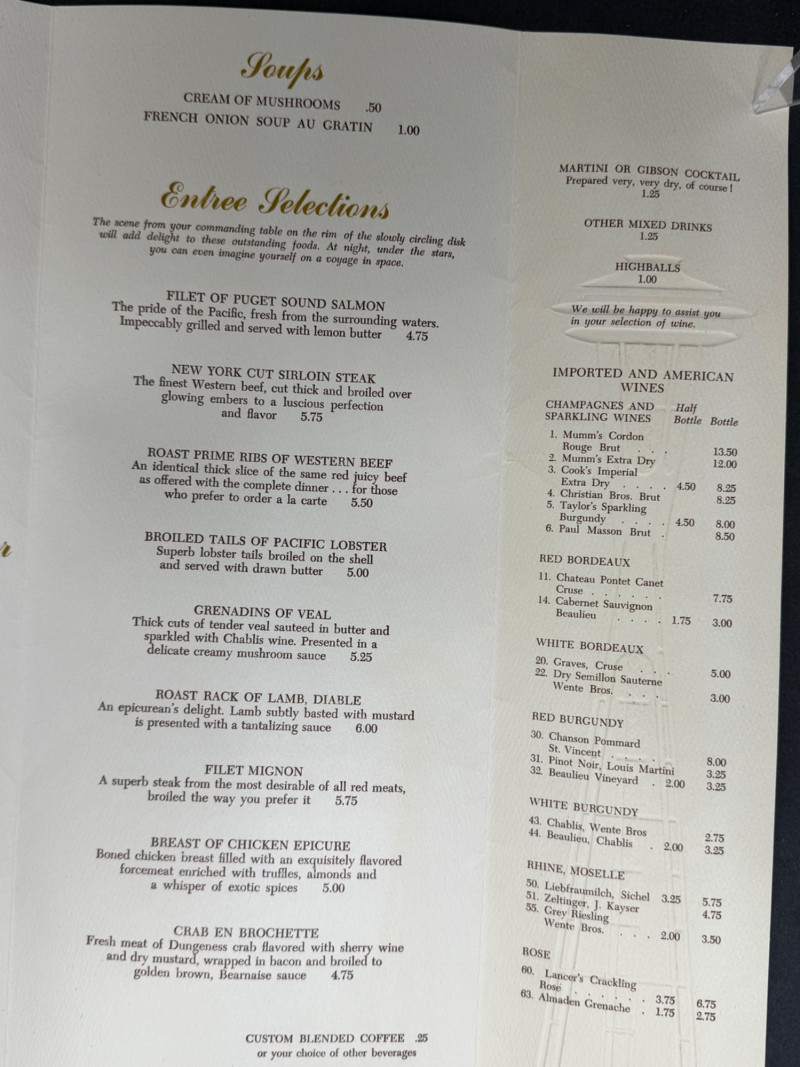 Soups
CREAM OF MUSHROOMS .50
FRENCH ONION SOUP AU GRATIN 1.00
Entree Selections
The scene from your commanding table on the rim of the slowly circling disk
will add delight to these outstanding foods. At night, under the stars,
you can even imagine yourself on a voyage in space.
FILET OF PUGET SOUND SALMON
The pride of the Pacific, fresh from the surrounding waters.
Impeccably grilled and served with lemon butter 4.75
NEW YORK CUT SIRLOIN STEAK
The finest Western beef, cut thick and broiled over
glowing embers to a luscious perfection
and flavor 5.75
ROAST PRIME RIBS OF WESTERN BEEF
An identical thick slice of the same red juicy beef
as offered with the complete dinner . . . for those
who prefer to order a la carte 5.50
BROILED TAILS OF PACIFIC LOBSTER
Superb lobster tails broiled on the shell
and served with drawn butter 5.00
GRENADINS OF VEAL
Thick cuts of tender veal sauteed in butter and
sparkled with Chablis wine. Presented in a
delicate creamy mushroom sauce 5.25
ROAST RACK OF LAMB, DIABLE
An epicurean's delight. Lamb subtly basted with mustard
is presented with a tantalizing sauce 6.00
FILET MIGNON
A superb steak from the most desirable of all red meats,
broiled the way you prefer it 5.75
BREAST OF CHICKEN EPICURE
Boned chicken breast filled with an exquisitely flavored
forcemeat enriched with truffles, almonds and
a whisper of exotic spices 5.00
CRAB EN BROCHETTE
Fresh meat of Dungeness crab flavored with sherry wine
and dry mustard, wrapped in bacon and broiled to
golden brown, Bearnaise sauce 4.75
CUSTOM BLENDED COFFEE .25
or your choice of other beverages
MARTINI OR GIBSON COCKTAIL
Prepared very, very dry, of course!
1.25
OTHER MIXED DRINKS
1.25
HIGHBALLS
1.00
We will be happy to assist you
in your selection of wine.
IMPORTED AND AMERICAN
WINES
CHAMPAGNES AND Half
SPARKLING WINES Bottle Bottle
1. Mumm's Cordon
Rouge Brut . . . 13.50
2. Mumm's Extra Dry 12.00
3. Cook's Imperial
Extra Dry . . . . 4.50 8.25
4. Christian Bros. Brut 8.25
5. Taylor's Sparkling
Burgundy . . . . 4.50 8.00
6. Paul Masson Brut . 8.50
RED BORDEAUX
11. Chateau Pontet Canet
Cruse . . . . . . 7.75
14. Cabernet Sauvignon
Beaulieu . . . . 1.75 3.00
WHITE BORDEAUX
20. Graves, Cruse . . . 5.00
22. Dry Semillon Sauterne
Wente Bros. . . . 3.00
RED BURGUNDY
30. Chanson Pommard
St. Vincent . . . . 8.00
31. Pinot Noir, Louis Martini 3.25
32. Beaulieu Vineyard . 2.00 3.25
WHITE BURGUNDY
43. Chablis, Wente Bros 2.75
44. Beaulieu, Chablis . 2.00 3.25
RHINE, MOSELLE
50. Liebfraumilch, Sichel 3.25 5.75
51. Zeltinger, J. Kayser 4.75
55. Grey Riesling
Wente Bros. . . . 2.00 3.50
ROSE
60. Lancer's Crackling
Rose . . . . . . 3.75 6.75
63. Almaden Grenache . 1.75 2.75